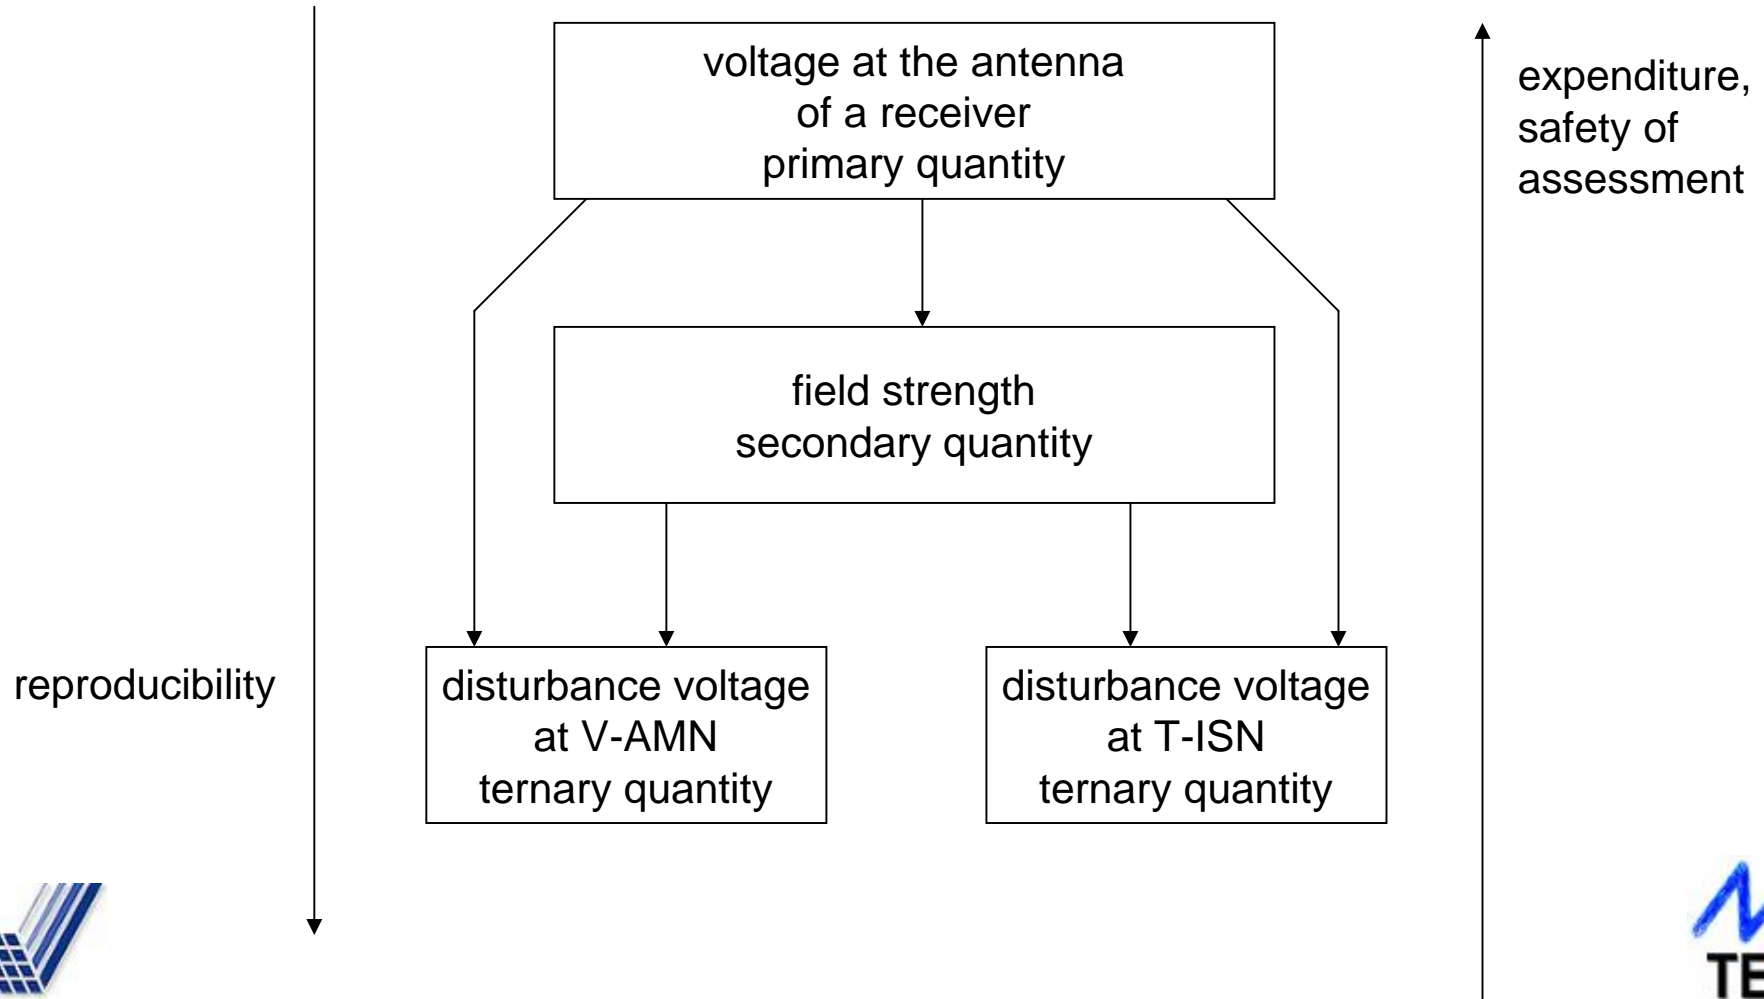 voltage at the antenna
of a receiver
primary quantity
expenditure,
safety of
assessment
field strength
secondary quantity
reproducibility
disturbance voltage
at V-AMN
ternary quantity
disturbance voltage
at T-ISN
ternary quantity